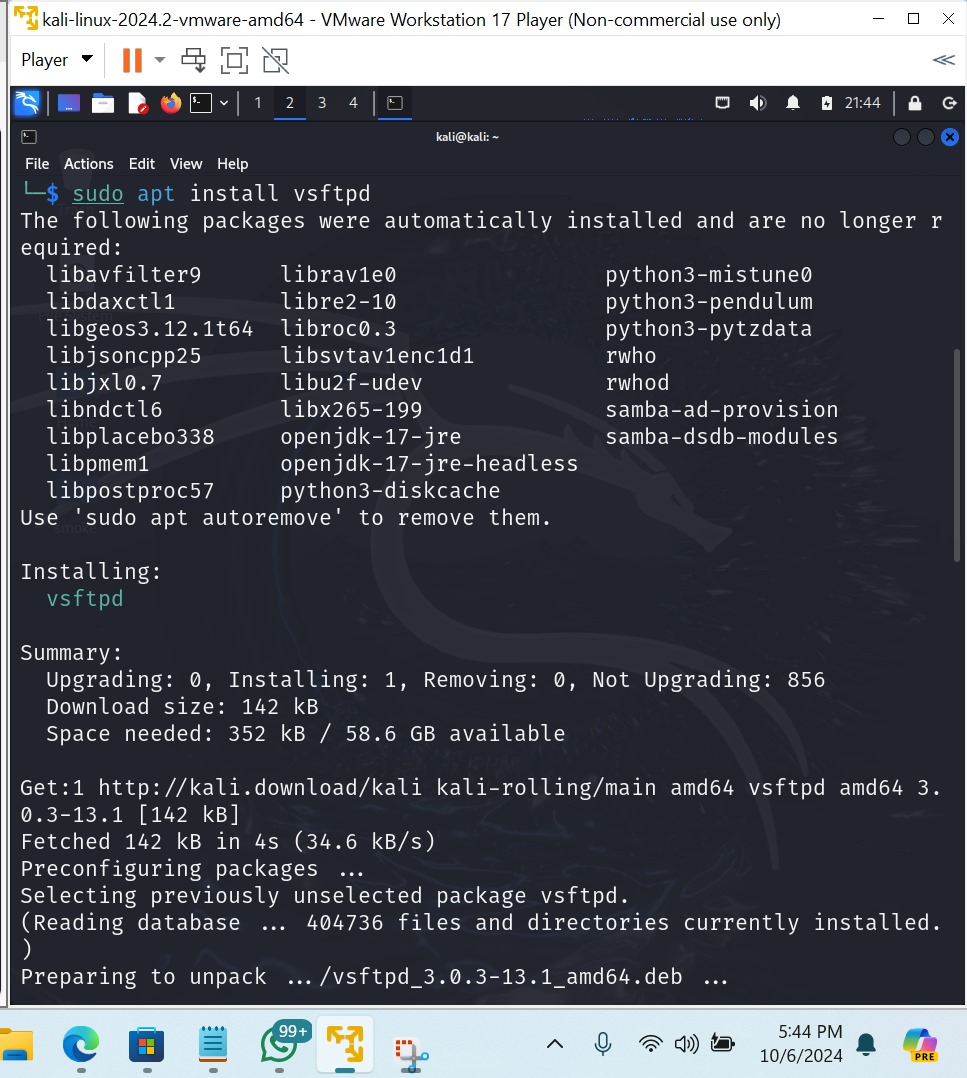 kali-linux-2024.2-vmware-amd64 - VMware Workstation 17 Player (Non-commercial use only)
Player
1 2 3 4 21:44
kali@kali: ~
File Actions Edit View Help
└─$ sudo apt install vsftpd
The following packages were automatically installed and are no longer r
equired:
libavfilter9 librav1e0 python3-mistune0
libdaxctl1 libre2-10 python3-pendulum
libgeos3.12.1t64 libroc0.3 python3-pytzdata
libjsoncpp25 libsvtav1enc1d1 rwho
libjxl0.7 libu2f-udev rwhod
libndctl6 libx265-199 samba-ad-provision
libplacebo338 openjdk-17-jre samba-dsdb-modules
libpmem1 openjdk-17-jre-headless
libpostproc57 python3-diskcache
Use 'sudo apt autoremove' to remove them.
Installing:
vsftpd
Summary:
Upgrading: 0, Installing: 1, Removing: 0, Not Upgrading: 856
Download size: 142 kB
Space needed: 352 kB / 58.6 GB available
Get:1 http://kali.download/kali kali-rolling/main amd64 vsftpd amd64 3.
0.3-13.1 [142 kB]
Fetched 142 kB in 4s (34.6 kB/s)
Preconfiguring packages ...
Selecting previously unselected package vsftpd.
(Reading database ... 404736 files and directories currently installed.
)
Preparing to unpack .../vsftpd_3.0.3-13.1_amd64.deb ...
99+
5:44 PM
10/6/2024
PRE